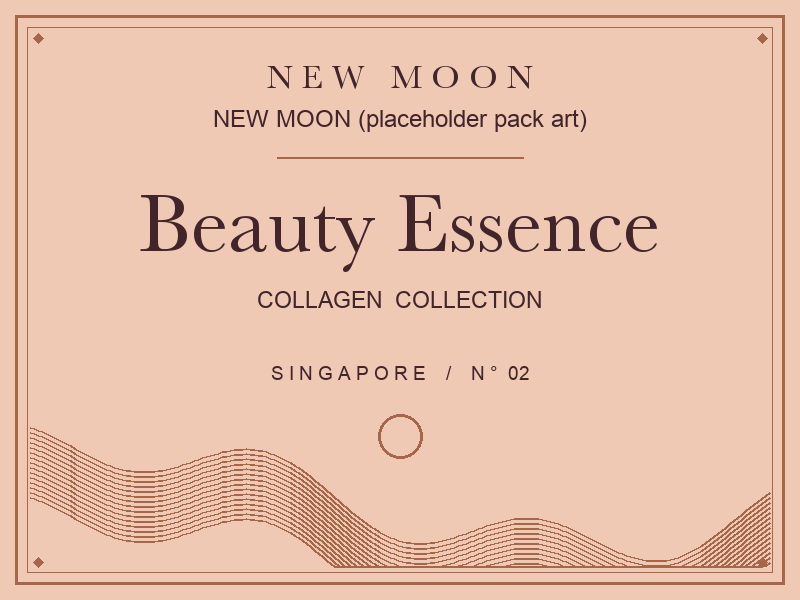 NEW MOON
NEW MOON (placeholder pack art)
Beauty Essence
COLLAGEN COLLECTION
SINGAPORE / N° 02